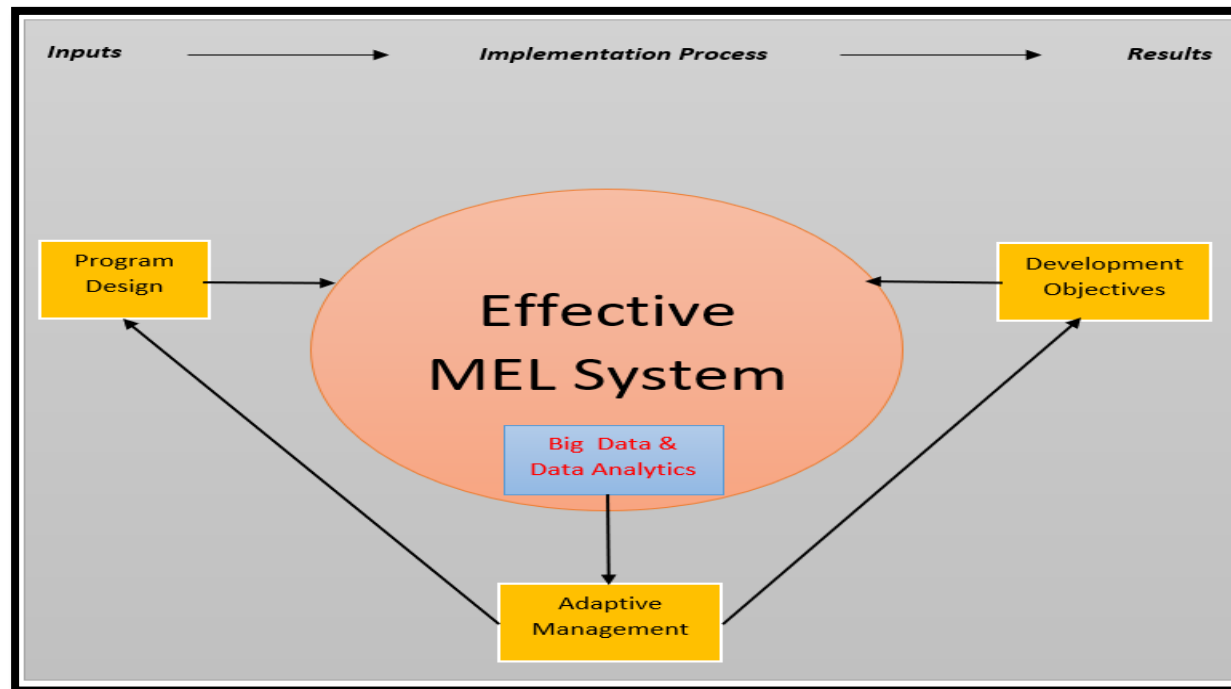 Inputs Implementation Process Results
Program
Design
Development
Objectives
Effective
MEL System
Big Data &
Data Analytics
Adaptive
Management